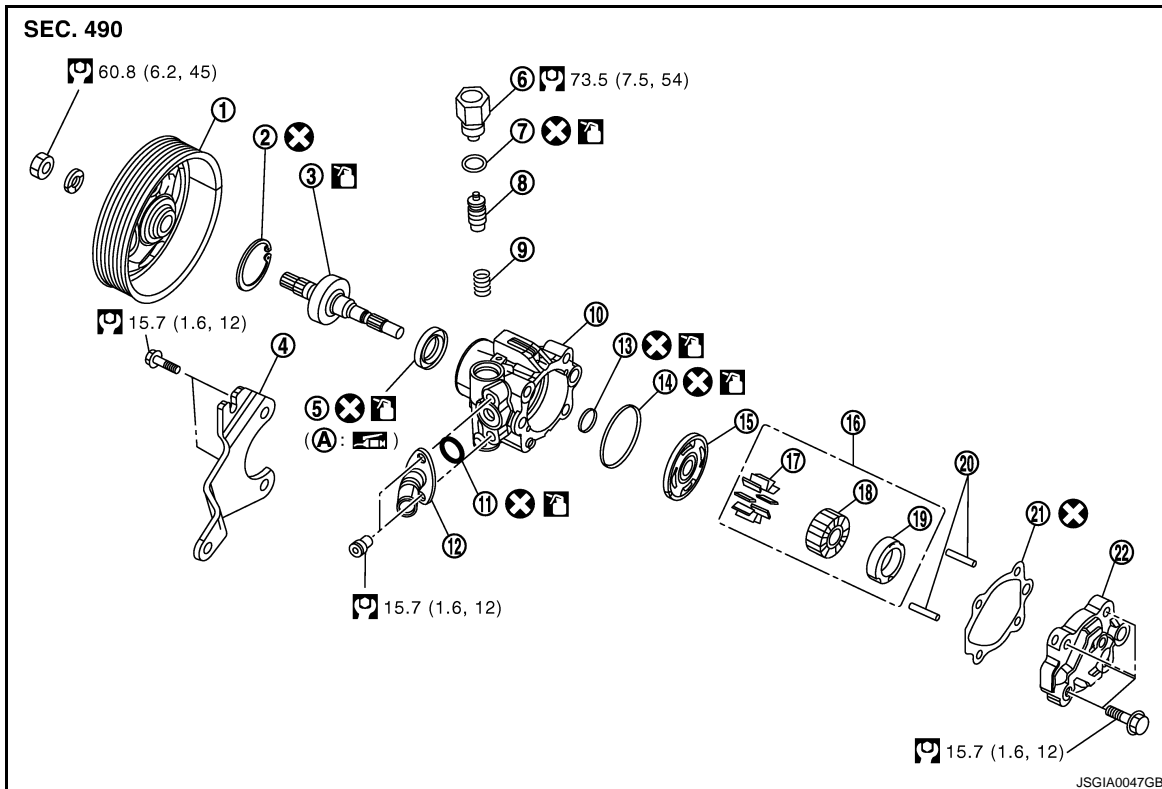 SEC. 490
60.8 (6.2, 45)
① ② ③
⑥ 73.5 (7.5, 54)
⑦
⑧
⑨
15.7 (1.6, 12)
④
⑤
(Ⓐ: )
⑩
⑬
⑭
⑮
⑯
⑰
⑱
⑲
⑳
㉑
㉒
⑪
⑫
15.7 (1.6, 12)
15.7 (1.6, 12)
JSGIA0047GB